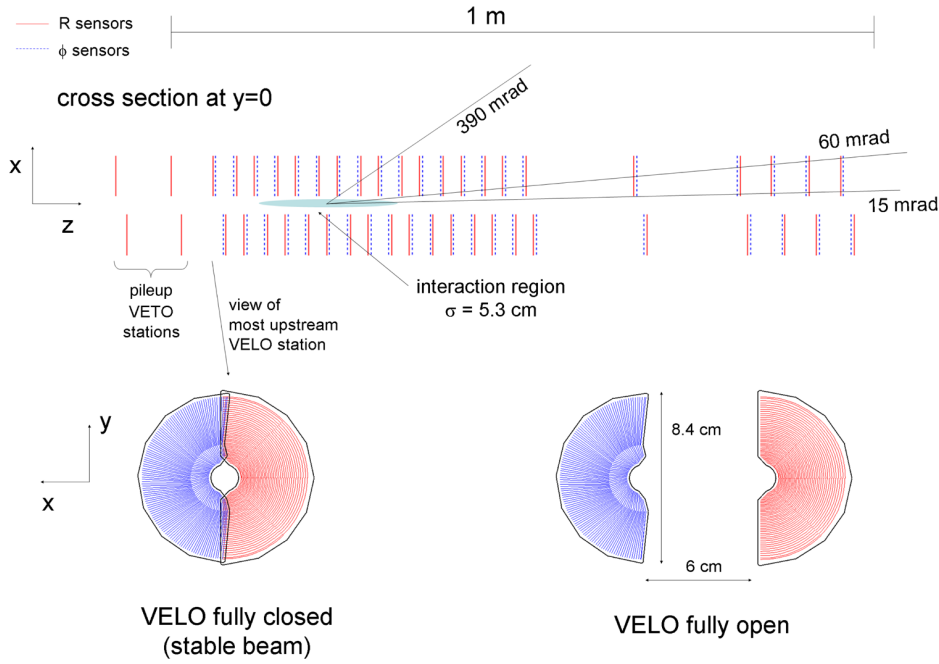 R sensors
ϕ sensors
1 m
cross section at y=0
390 mrad
60 mrad
15 mrad
x
z
interaction region
σ = 5.3 cm
pileup
VETO
stations
view of
most upstream
VELO station
y
x
8.4 cm
6 cm
VELO fully closed
(stable beam)
VELO fully open